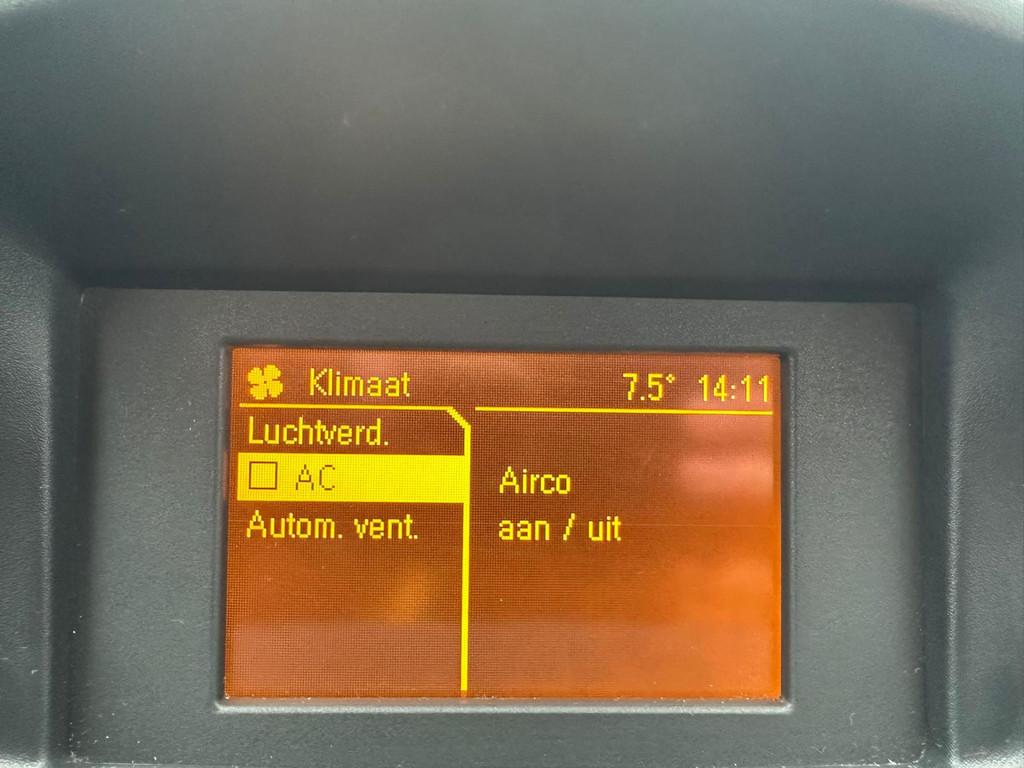 Klimaat 7.5° 14:11
Luchtverd.
AC
Autom. vent.
Airco
aan / uit